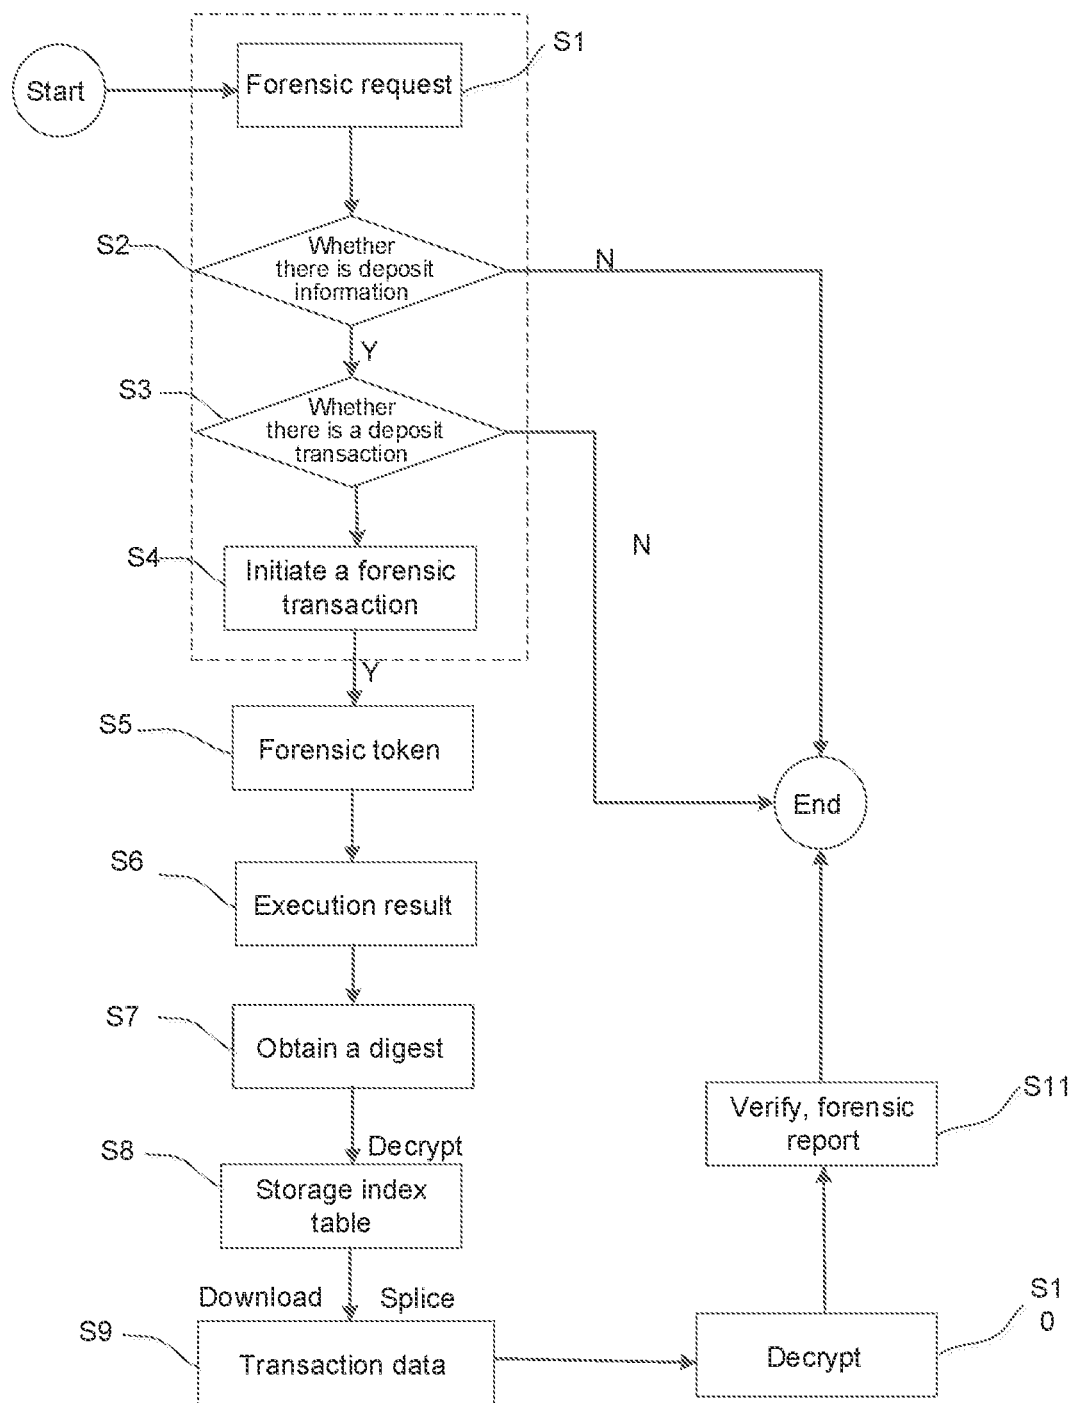 S1
Start
Forensic request
S2
Whether
there is deposit
information
N
Y
S3
Whether
there is a deposit
transaction
N
S4
Initiate a forensic
transaction
Y
S5
Forensic token
End
S6
Execution result
S7
Obtain a digest
S11
Verify, forensic
report
Decrypt
S8
Storage index
table
Download
Splice
S1
0
S9
Transaction data
Decrypt